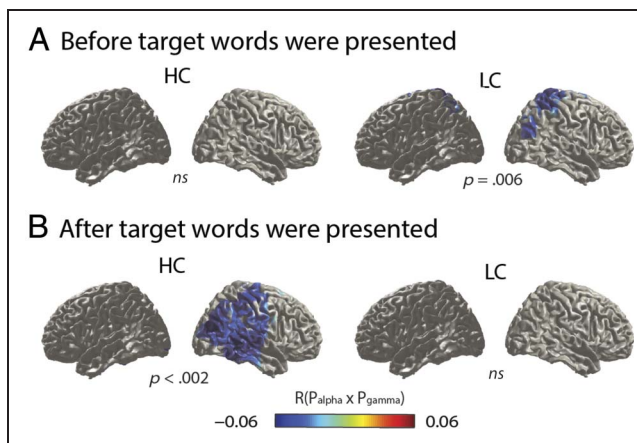 A Before target words were presented
HC LC
ns p = .006
B After target words were presented
HC LC
p < .002 ns
R(Palpha x Pgamma)
−0.06 0.06